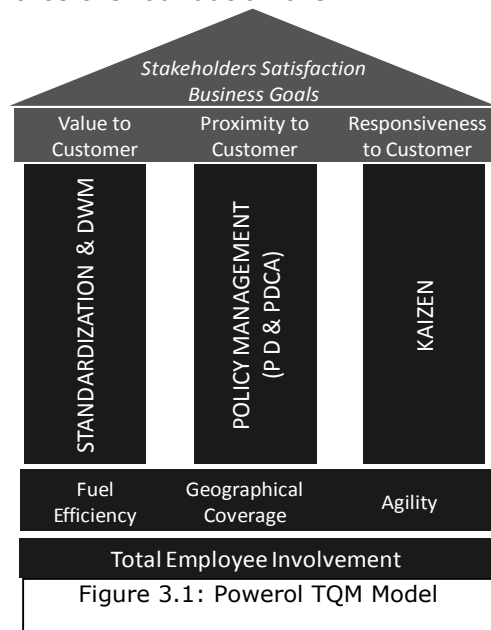 Stakeholders Satisfaction
Business Goals
Value to
Customer
Proximity to
Customer
Responsiveness
to Customer
STANDARDIZATION & DWM
POLICY MANAGEMENT
(P D & PDCA)
KAIZEN
Fuel
Efficiency
Geographical
Coverage
Agility
Total Employee Involvement
Figure 3.1: Powerol TQM Model